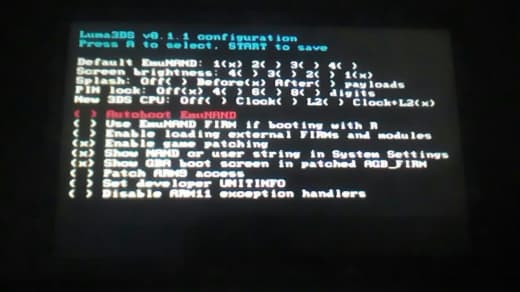 Luma3DS v8.1.1 configuration
Press A to select, START to save
Default EmuNAND: 1(x) 2( ) 3( ) 4( )
Screen brightness: 4( ) 3( ) 2( ) 1(x)
Splash: Off( ) Before(x) After( ) payloads
PIN lock: Off(x) 4( ) 6( ) 8( ) digits
New 3DS CPU: Off( ) Clock( ) L2( ) Clock+L2(x)
( ) Autoboot EmuNAND
( ) Use EmuNAND FIRM if booting with R
( ) Enable loading external FIRMs and modules
(x) Enable game patching
(x) Show NAND or user string in System Settings
(x) Show GBA boot screen in patched AGB_FIRM
( ) Patch ARM9 access
( ) Set developer UNITINFO
( ) Disable ARM11 exception handlers